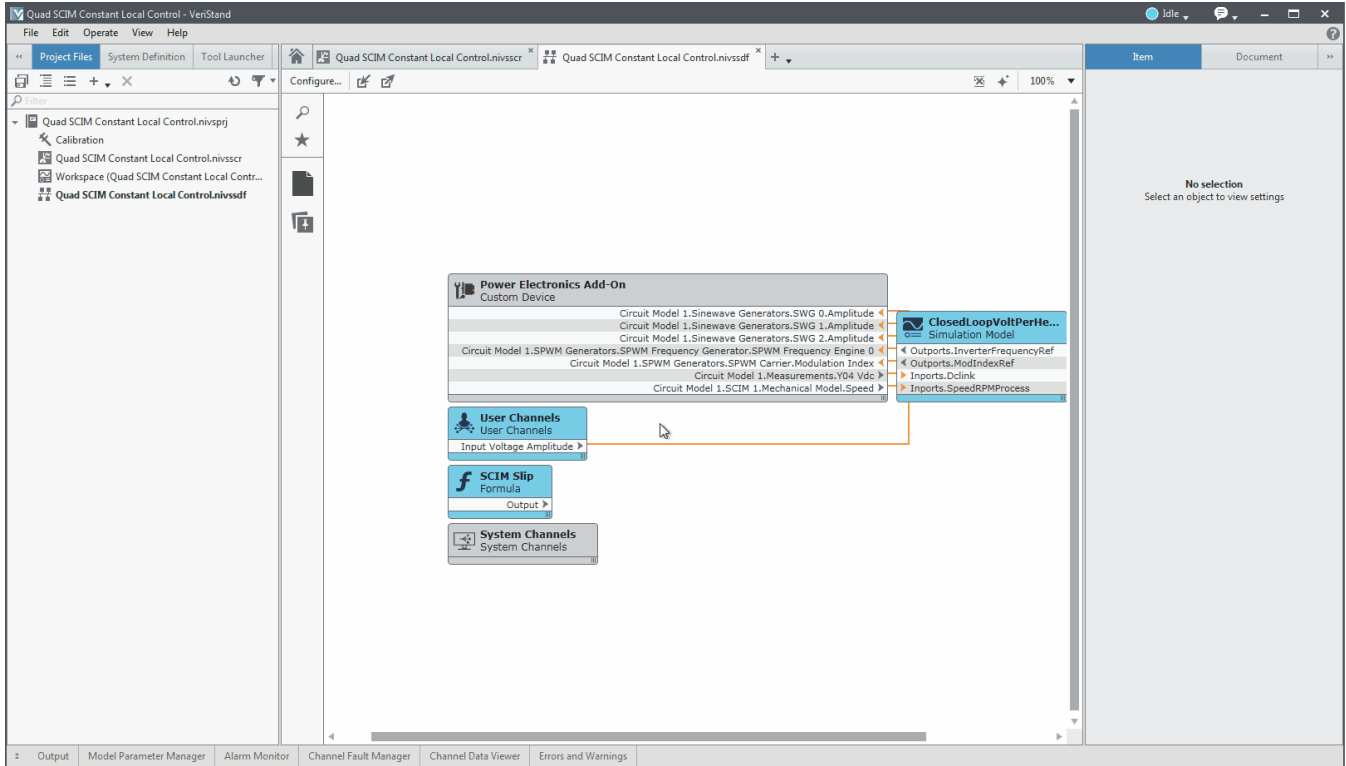 Quad SCIM Constant Local Control - VeriStand
Idle
File Edit Operate View Help
Project Files System Definition Tool Launcher
Quad SCIM Constant Local Control.nivsscr
Quad SCIM Constant Local Control.nivssdf
Item Document
Configure...
100%
Filter
Quad SCIM Constant Local Control.nivsprj
Calibration
Quad SCIM Constant Local Control.nivsscr
Workspace (Quad SCIM Constant Local Contr...
Quad SCIM Constant Local Control.nivssdf
No selection
Select an object to view settings
Power Electronics Add-On
Custom Device
Circuit Model 1.Sinewave Generators.SWG 0.Amplitude
Circuit Model 1.Sinewave Generators.SWG 1.Amplitude
Circuit Model 1.Sinewave Generators.SWG 2.Amplitude
Circuit Model 1.SPWM Generators.SPWM Frequency Generator.SPWM Frequency Engine 0
Circuit Model 1.SPWM Generators.SPWM Carrier.Modulation Index
Circuit Model 1.Measurements.Y04 Vdc
Circuit Model 1.SCIM 1.Mechanical Model.Speed
ClosedLoopVoltPerHe...
Simulation Model
Outports.InverterFrequencyRef
Outports.ModIndexRef
Inports.Dclink
Inports.SpeedRPMProcess
User Channels
User Channels
Input Voltage Amplitude
SCIM Slip
Formula
Output
System Channels
System Channels
Output Model Parameter Manager Alarm Monitor Channel Fault Manager Channel Data Viewer Errors and Warnings